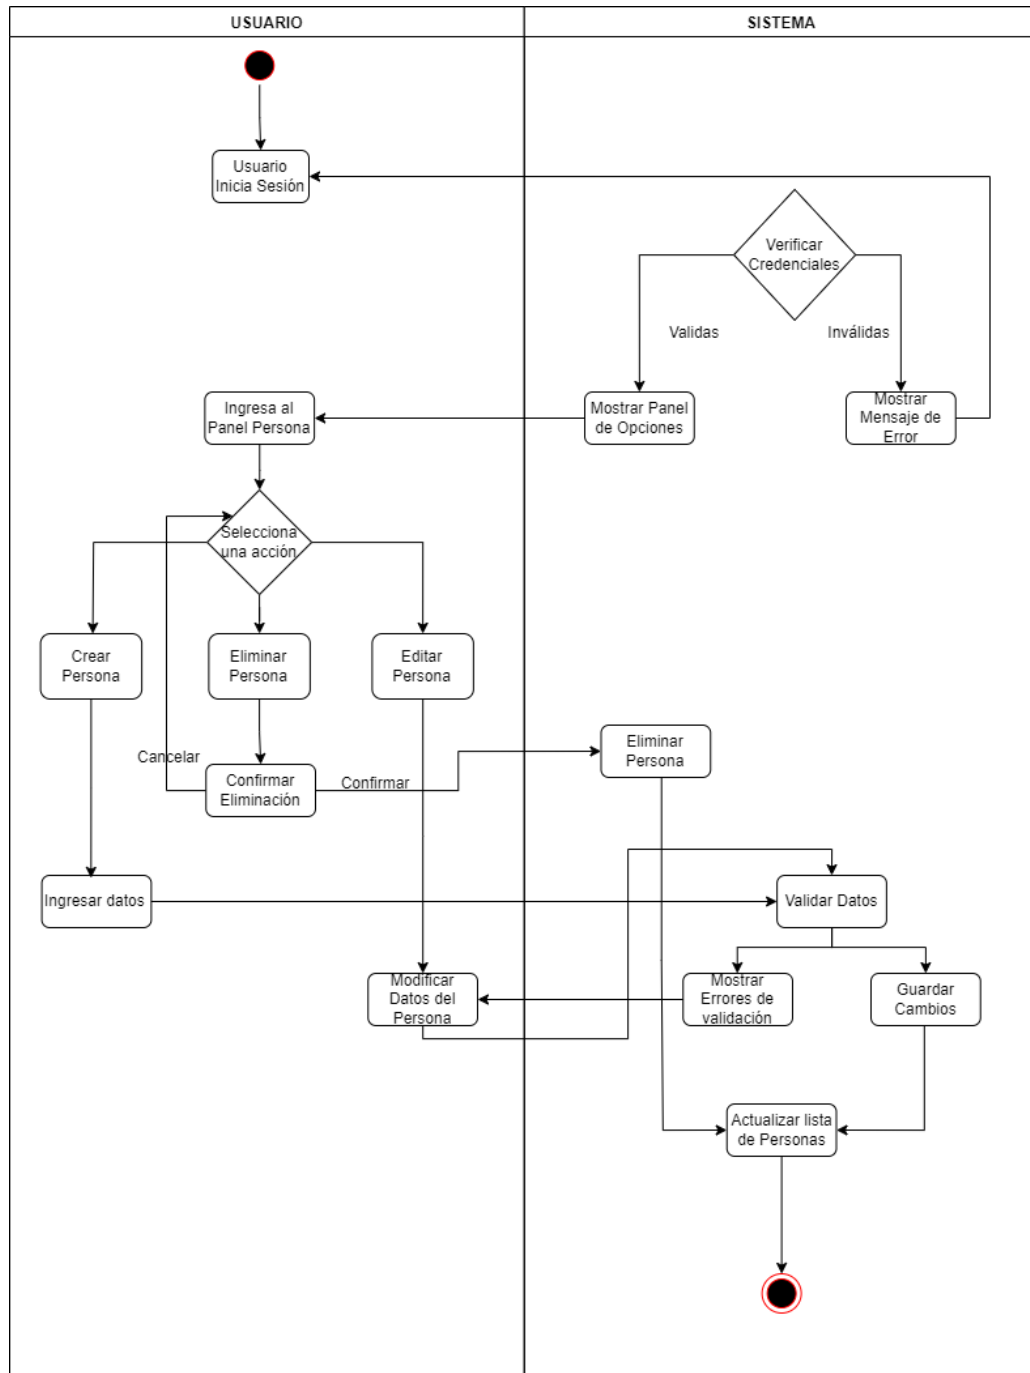 USUARIO
SISTEMA
Usuario
Inicia Sesión
Verificar
Credenciales
Validas
Inválidas
Ingresa al
Panel Persona
Mostrar Panel
de Opciones
Mostrar
Mensaje de
Error
Selecciona
una acción
Crear
Persona
Eliminar
Persona
Editar
Persona
Eliminar
Persona
Cancelar
Confirmar
Eliminación
Confirmar
Ingresar datos
Validar Datos
Modificar
Datos del
Persona
Mostrar
Errores de
validación
Guardar
Cambios
Actualizar lista
de Personas